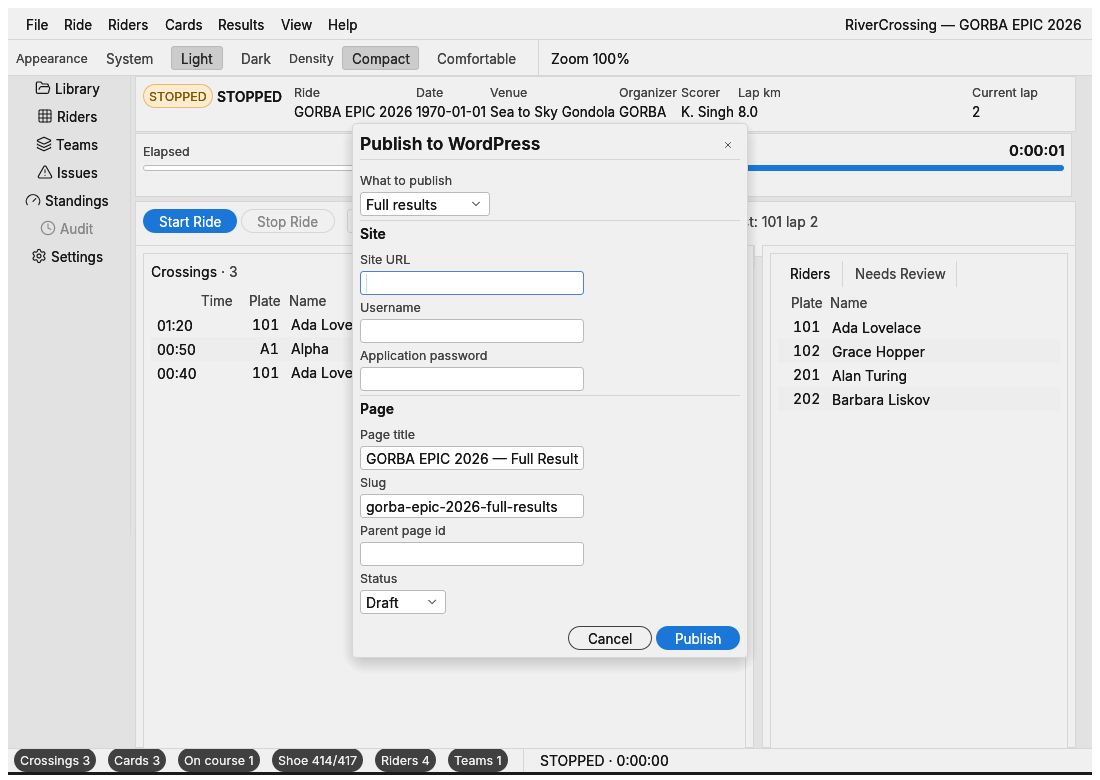 File Ride Riders Cards Results View Help RiverCrossing — GORBA EPIC 2026
Appearance System Light Dark Density Compact Comfortable Zoom 100%
Library
Riders
Teams
Issues
Standings
Audit
Settings
STOPPED STOPPED
Ride Date Venue Organizer Scorer Lap km Current lap
GORBA EPIC 2026 1970-01-01 Sea to Sky Gondola GORBA K. Singh 8.0 2
Elapsed 0:00:01
Start Ride Stop Ride t: 101 lap 2
Crossings · 3
Time Plate Name
01:20 101 Ada Love
00:50 A1 Alpha
00:40 101 Ada Love
Publish to WordPress ×
What to publish
Full results
Site
Site URL
Username
Application password
Page
Page title
GORBA EPIC 2026 — Full Result
Slug
gorba-epic-2026-full-results
Parent page id
Status
Draft
Cancel Publish
Riders Needs Review
Plate Name
101 Ada Lovelace
102 Grace Hopper
201 Alan Turing
202 Barbara Liskov
Crossings 3 Cards 3 On course 1 Shoe 414/417 Riders 4 Teams 1 STOPPED · 0:00:00